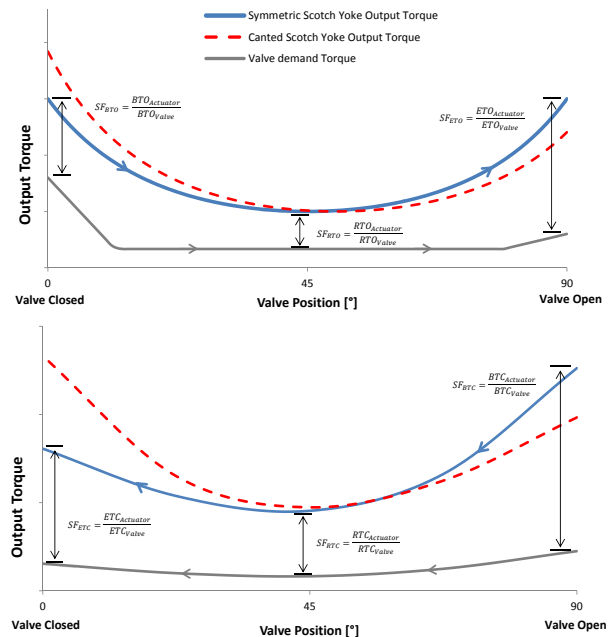 Symmetric Scotch Yoke Output Torque
Canted Scotch Yoke Output Torque
Valve demand Torque
SF_BTO = BTO_Actuator / BTO_Valve
SF_ETO = ETO_Actuator / ETO_Valve
SF_RTO = RTO_Actuator / RTO_Valve
Output Torque
0 45 90
Valve Closed Valve Position [°] Valve Open
SF_BTC = BTC_Actuator / BTC_Valve
SF_ETC = ETC_Actuator / ETC_Valve
SF_RTC = RTC_Actuator / RTC_Valve
Output Torque
0 45 90
Valve Closed Valve Position [°] Valve Open